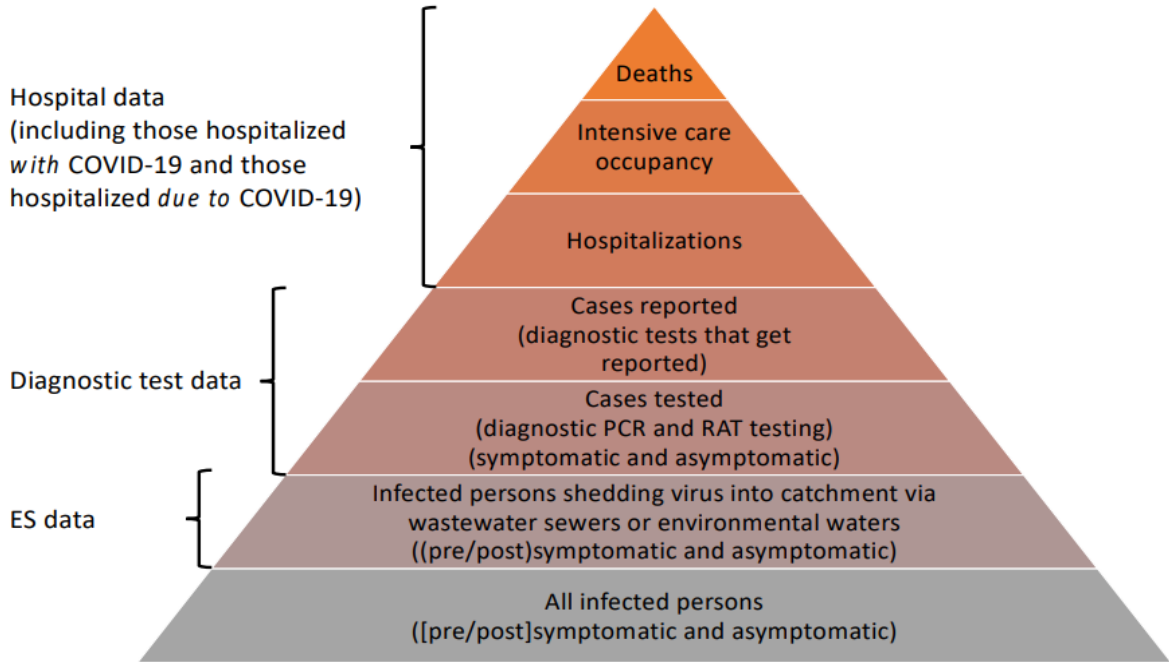 Deaths
Intensive care
occupancy
Hospitalizations
Cases reported
(diagnostic tests that get
reported)
Cases tested
(diagnostic PCR and RAT testing)
(symptomatic and asymptomatic)
Infected persons shedding virus into catchment via
wastewater sewers or environmental waters
((pre/post)symptomatic and asymptomatic)
All infected persons
([pre/post]symptomatic and asymptomatic)
Hospital data
(including those hospitalized
with COVID-19 and those
hospitalized due to COVID-19)
Diagnostic test data
ES data